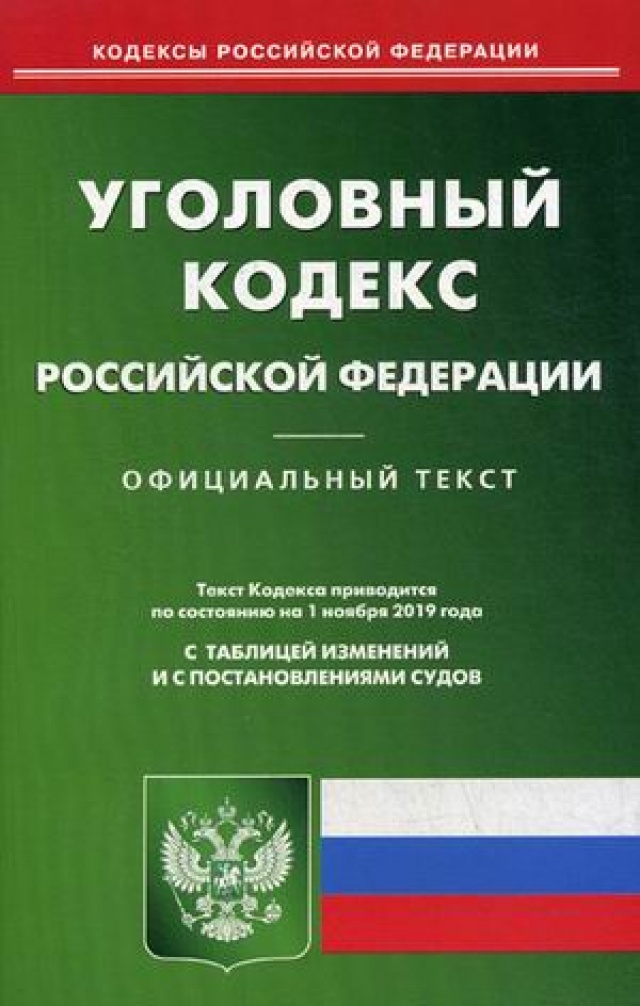 КОДЕКСЫ РОССИЙСКОЙ ФЕДЕРАЦИИ
УГОЛОВНЫЙ
КОДЕКС
РОССИЙСКОЙ ФЕДЕРАЦИИ
ОФИЦИАЛЬНЫЙ ТЕКСТ
Текст Кодекса приводится
по состоянию на 1 ноября 2019 года
С ТАБЛИЦЕЙ ИЗМЕНЕНИЙ
И С ПОСТАНОВЛЕНИЯМИ СУДОВ